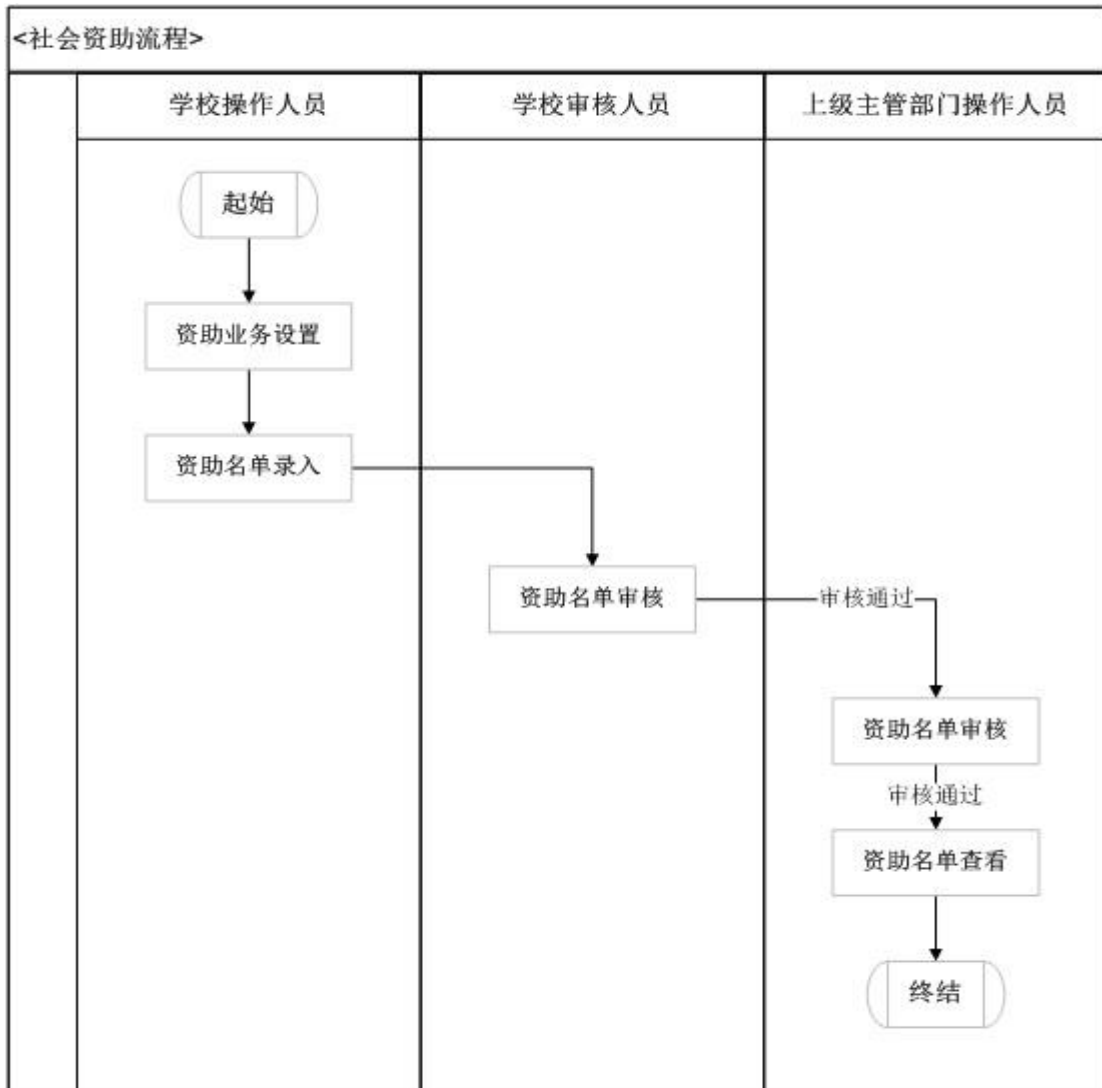 <社会资助流程>
学校操作人员
学校审核人员
上级主管部门操作人员
起始
资助业务设置
资助名单录入
资助名单审核
审核通过
资助名单审核
审核通过
资助名单查看
终结